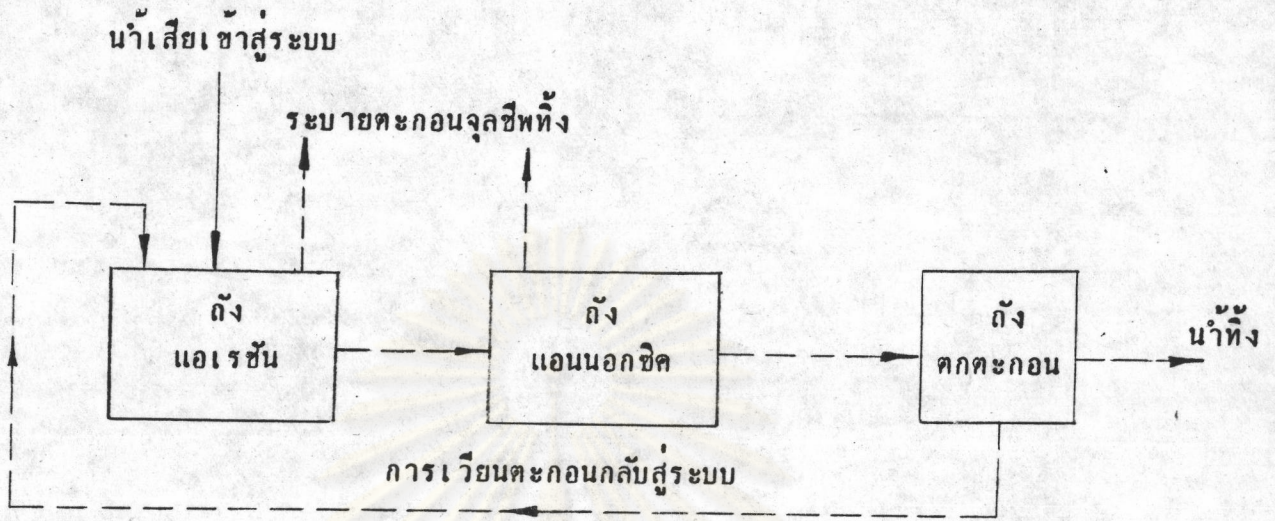 น้ำเสียเข้าสู่ระบบ
ระบายตะกอนจุลชีพทิ้ง
ถัง
แอเรชัน
ถัง
แอนนอกซิค
ถัง
ตกตะกอน
น้ำทิ้ง
การเวียนตะกอนกลับสู่ระบบ